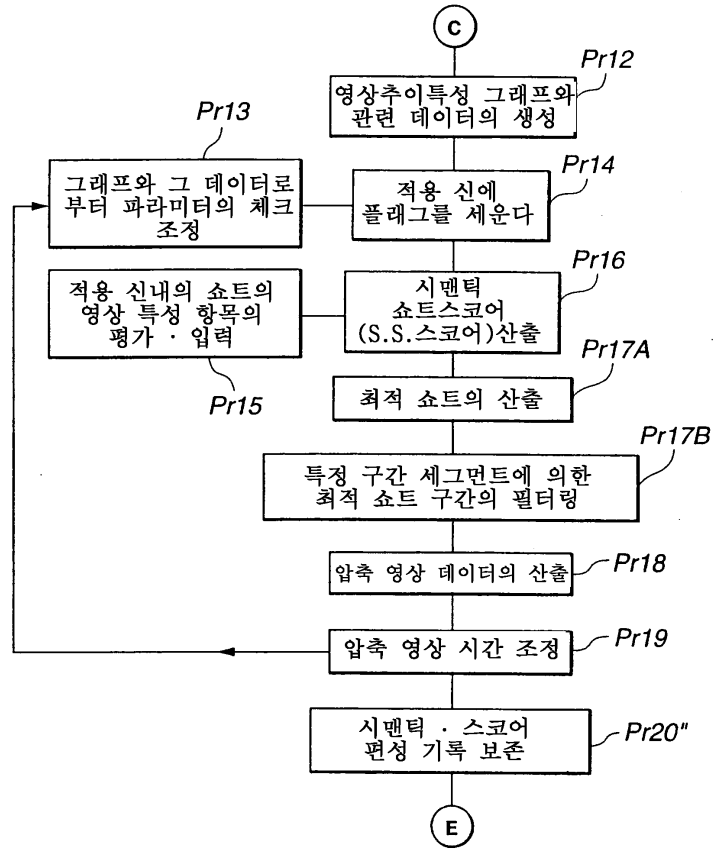 C
Pr12
영상추이특성 그래프와
관련 데이터의 생성
Pr13
그래프와 그 데이터로
부터 파라미터의 체크
조정
Pr14
적용 신에
플래그를 세운다
Pr16
시맨틱
쇼트스코어
(S.S.스코어)산출
적용 신내의 쇼트의
영상 특성 항목의
평가 · 입력
Pr15
Pr17A
최적 쇼트의 산출
Pr17B
특정 구간 세그먼트에 의한
최적 쇼트 구간의 필터링
압축 영상 데이터의 산출
Pr18
압축 영상 시간 조정
Pr19
시맨틱 · 스코어
편성 기록 보존
Pr20"
E